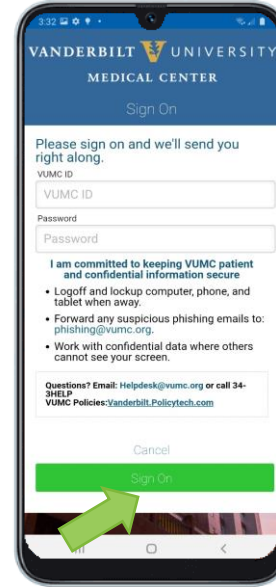 3:32
VANDERBILT V UNIVERSITY
MEDICAL CENTER
Sign On
Please sign on and we'll send you
right along.
VUMC ID
VUMC ID
Password
Password
I am committed to keeping VUMC patient
and confidential information secure
• Logoff and lockup computer, phone, and
tablet when away.
• Forward any suspicious phishing emails to:
phishing@vumc.org.
• Work with confidential data where others
cannot see your screen.
Questions? Email: Helpdesk@vumc.org or call 34-
3HELP
VUMC Policies:Vanderbilt.Policytech.com
Cancel
Sign On